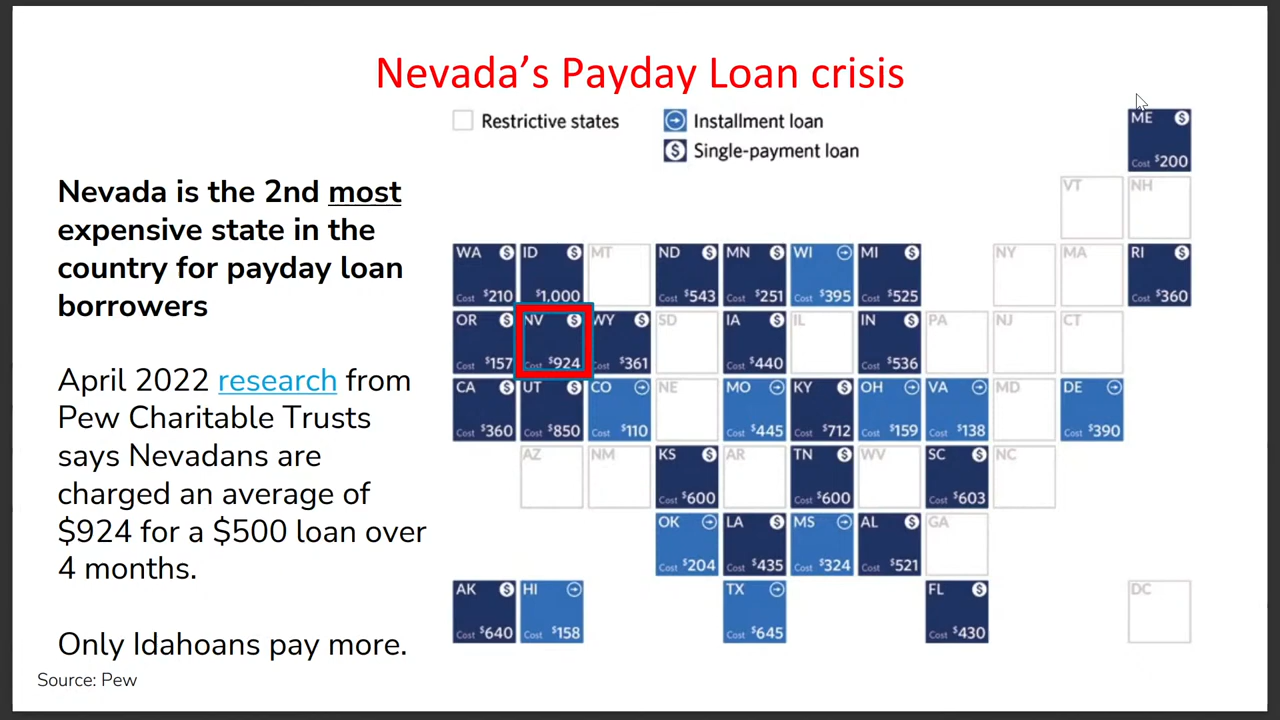 Nevada's Payday Loan crisis
Restrictive states
Installment loan
Single-payment loan
Nevada is the 2nd most
expensive state in the
country for payday loan
borrowers
April 2022 research from
Pew Charitable Trusts
says Nevadans are
charged an average of
$924 for a $500 loan over
4 months.
Only Idahoans pay more.
Source: Pew
ME $
Cost $200
VT NH
WA $ ID $ MT ND $ MN $ WI MI $ NY MA RI $
Cost $210 $1,000 Cost $543 Cost $251 Cost $395 Cost $525 Cost $360
OR $ NV $ WY $ SD IA $ IL IN $ PA NJ CT
Cost $157 Cost $924 Cost $361 Cost $440 Cost $536
CA $ UT $ CO NE MO KY $ OH VA MD DE
Cost $360 Cost $850 Cost $110 Cost $445 Cost $712 Cost $159 Cost $138 Cost $390
AZ NM KS $ AR TN $ WV SC $ NC
Cost $600 Cost $600 Cost $603
OK LA $ MS AL $ GA
Cost $204 Cost $435 Cost $324 Cost $521
AK $ HI TX FL $ DC
Cost $640 Cost $158 Cost $645 Cost $430